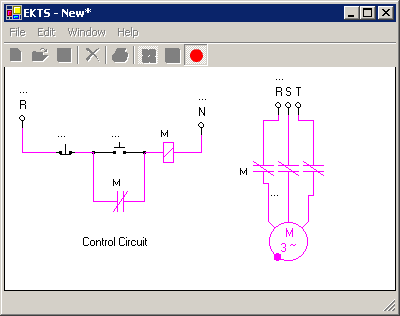 EKTS - New*
File Edit Window Help
...
R
...
N
...
R S T
...
...
M
M
M
...
M
3 ~
Control Circuit